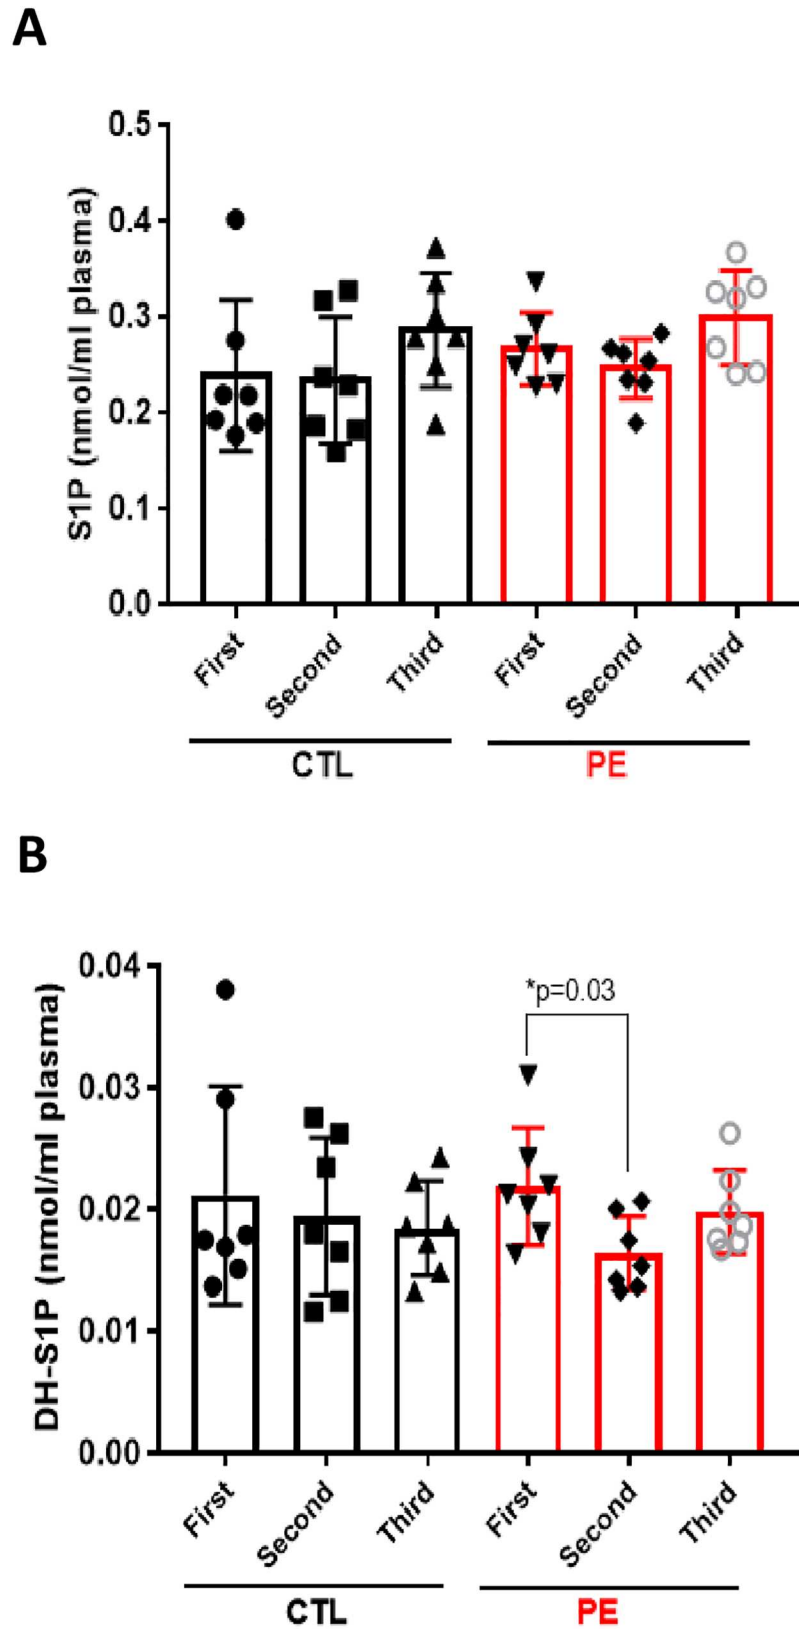 A
0.5
0.4
0.3
0.2
0.1
0.0
S1P (nmol/ml plasma)
First
Second
Third
First
Second
Third
CTL
PE
B
0.04
0.03
0.02
0.01
0.00
DH-S1P (nmol/ml plasma)
*p=0.03
First
Second
Third
First
Second
Third
CTL
PE